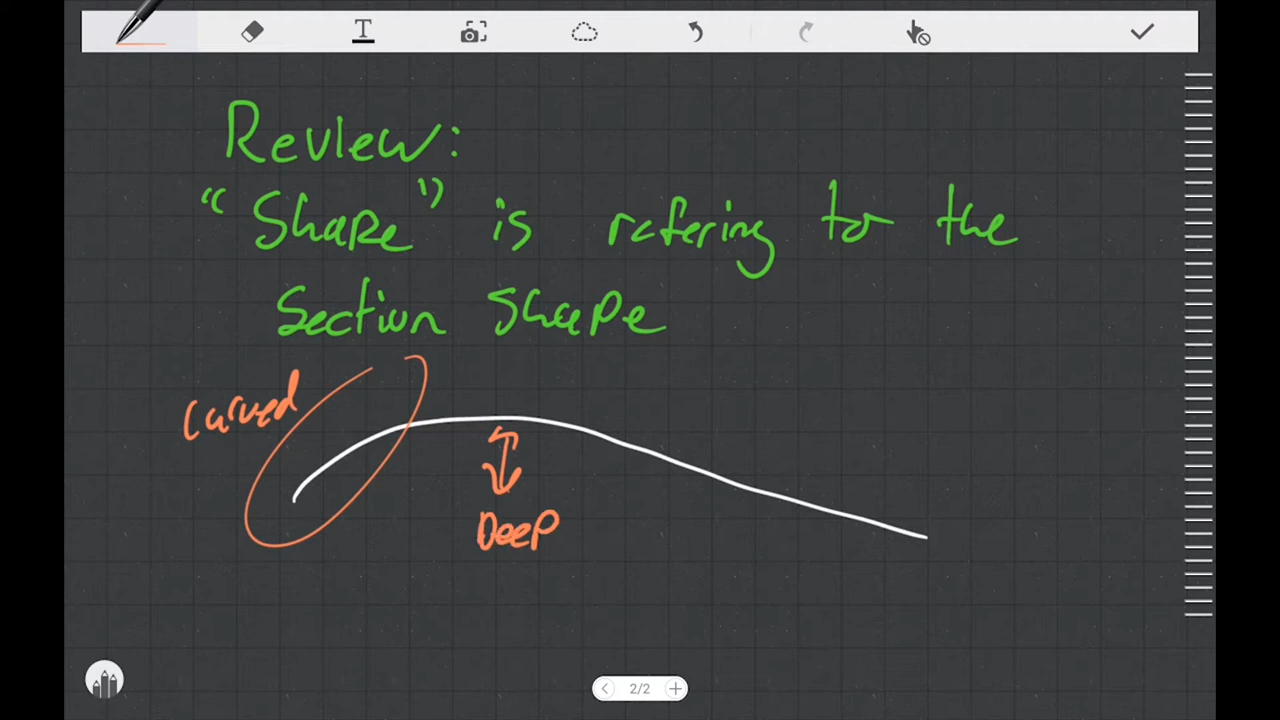 Review:
"Shape" is refering to the
Section Shape
Curved
Deep
2/2